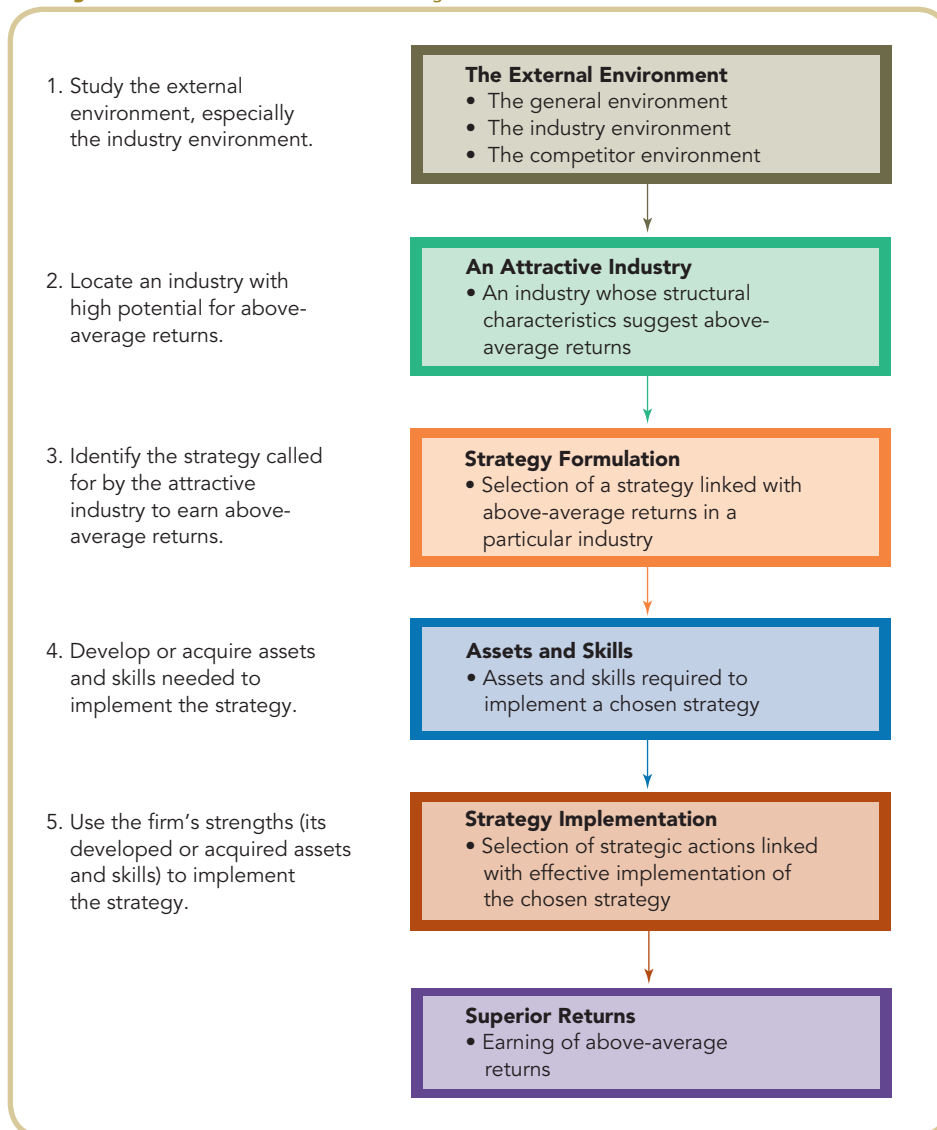 1. Study the external
environment, especially
the industry environment.
The External Environment
• The general environment
• The industry environment
• The competitor environment
2. Locate an industry with
high potential for above-
average returns.
An Attractive Industry
• An industry whose structural
characteristics suggest above-
average returns
3. Identify the strategy called
for by the attractive
industry to earn above-
average returns.
Strategy Formulation
• Selection of a strategy linked with
above-average returns in a
particular industry
4. Develop or acquire assets
and skills needed to
implement the strategy.
Assets and Skills
• Assets and skills required to
implement a chosen strategy
5. Use the firm’s strengths (its
developed or acquired assets
and skills) to implement
the strategy.
Strategy Implementation
• Selection of strategic actions linked
with effective implementation of
the chosen strategy
Superior Returns
• Earning of above-average
returns